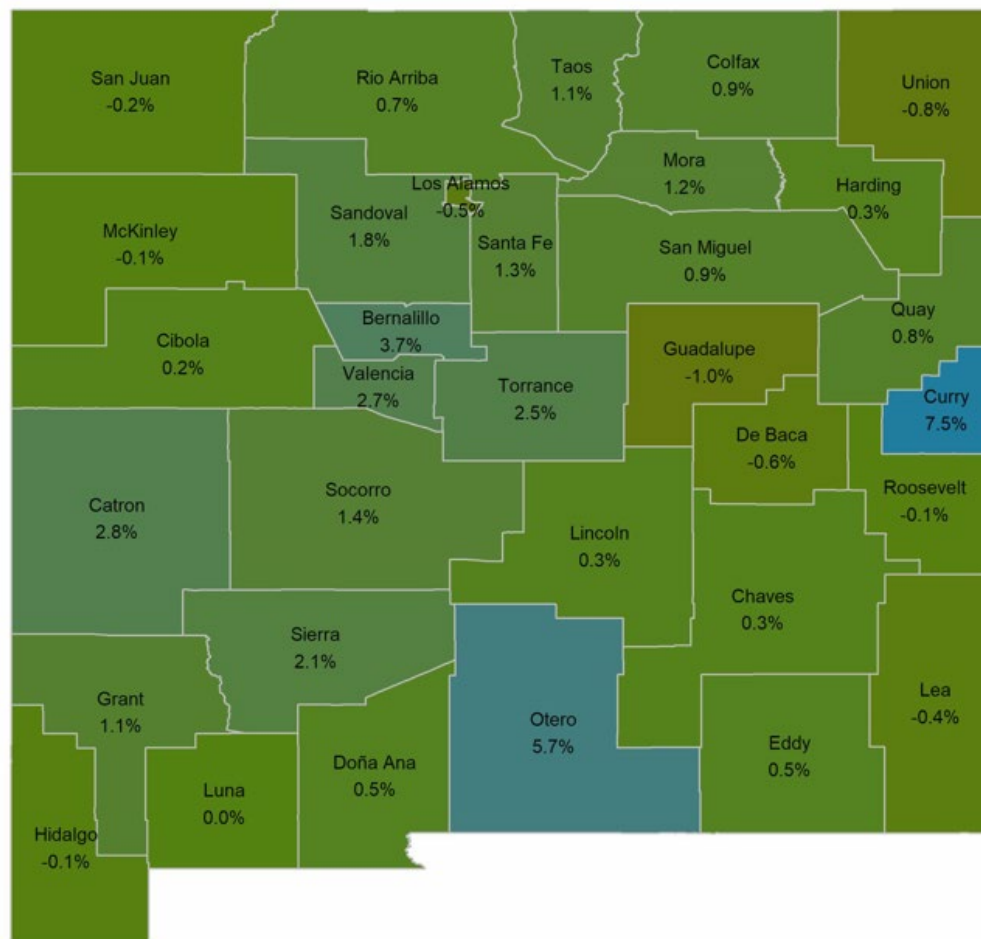 San Juan
-0.2%
Rio Arriba
0.7%
Taos
1.1%
Colfax
0.9%
Union
-0.8%
Los Alamos
-0.5%
Mora
1.2%
Harding
0.3%
McKinley
-0.1%
Sandoval
1.8%
Santa Fe
1.3%
San Miguel
0.9%
Cibola
0.2%
Bernalillo
3.7%
Valencia
2.7%
Torrance
2.5%
Guadalupe
-1.0%
Quay
0.8%
Curry
7.5%
De Baca
-0.6%
Roosevelt
-0.1%
Catron
2.8%
Socorro
1.4%
Lincoln
0.3%
Chaves
0.3%
Sierra
2.1%
Grant
1.1%
Otero
5.7%
Lea
-0.4%
Eddy
0.5%
Doña Ana
0.5%
Luna
0.0%
Hidalgo
-0.1%